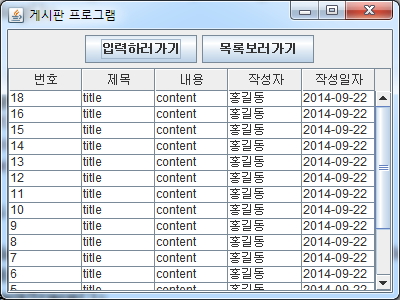 게시판 프로그램
입력하러가기 목록보러가기
번호 제목 내용 작성자 작성일자
18 title content 홍길동 2014-09-22
16 title content 홍길동 2014-09-22
15 title content 홍길동 2014-09-22
14 title content 홍길동 2014-09-22
13 title content 홍길동 2014-09-22
12 title content 홍길동 2014-09-22
11 title content 홍길동 2014-09-22
10 title content 홍길동 2014-09-22
9 title content 홍길동 2014-09-22
8 title content 홍길동 2014-09-22
7 title content 홍길동 2014-09-22
6 title content 홍길동 2014-09-22
5 title content 홍길동 2014-09-22